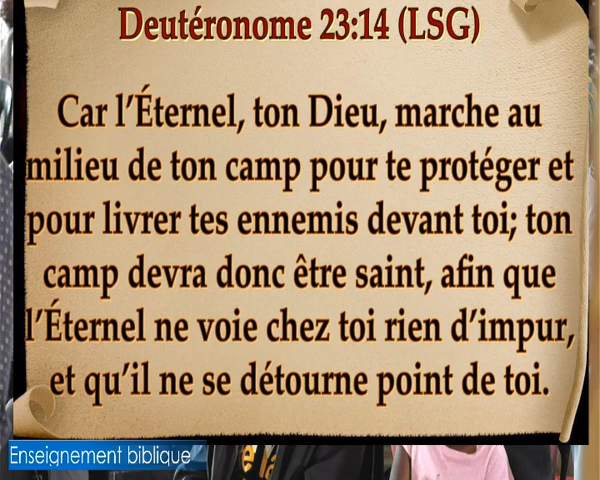 Deutéronome 23:14 (LSG)
Car l’Éternel, ton Dieu, marche au
milieu de ton camp pour te protéger et
pour livrer tes ennemis devant toi; ton
camp devra donc être saint, afin que
l’Éternel ne voie chez toi rien d’impur,
et qu’il ne se détourne point de toi.
Enseignement biblique